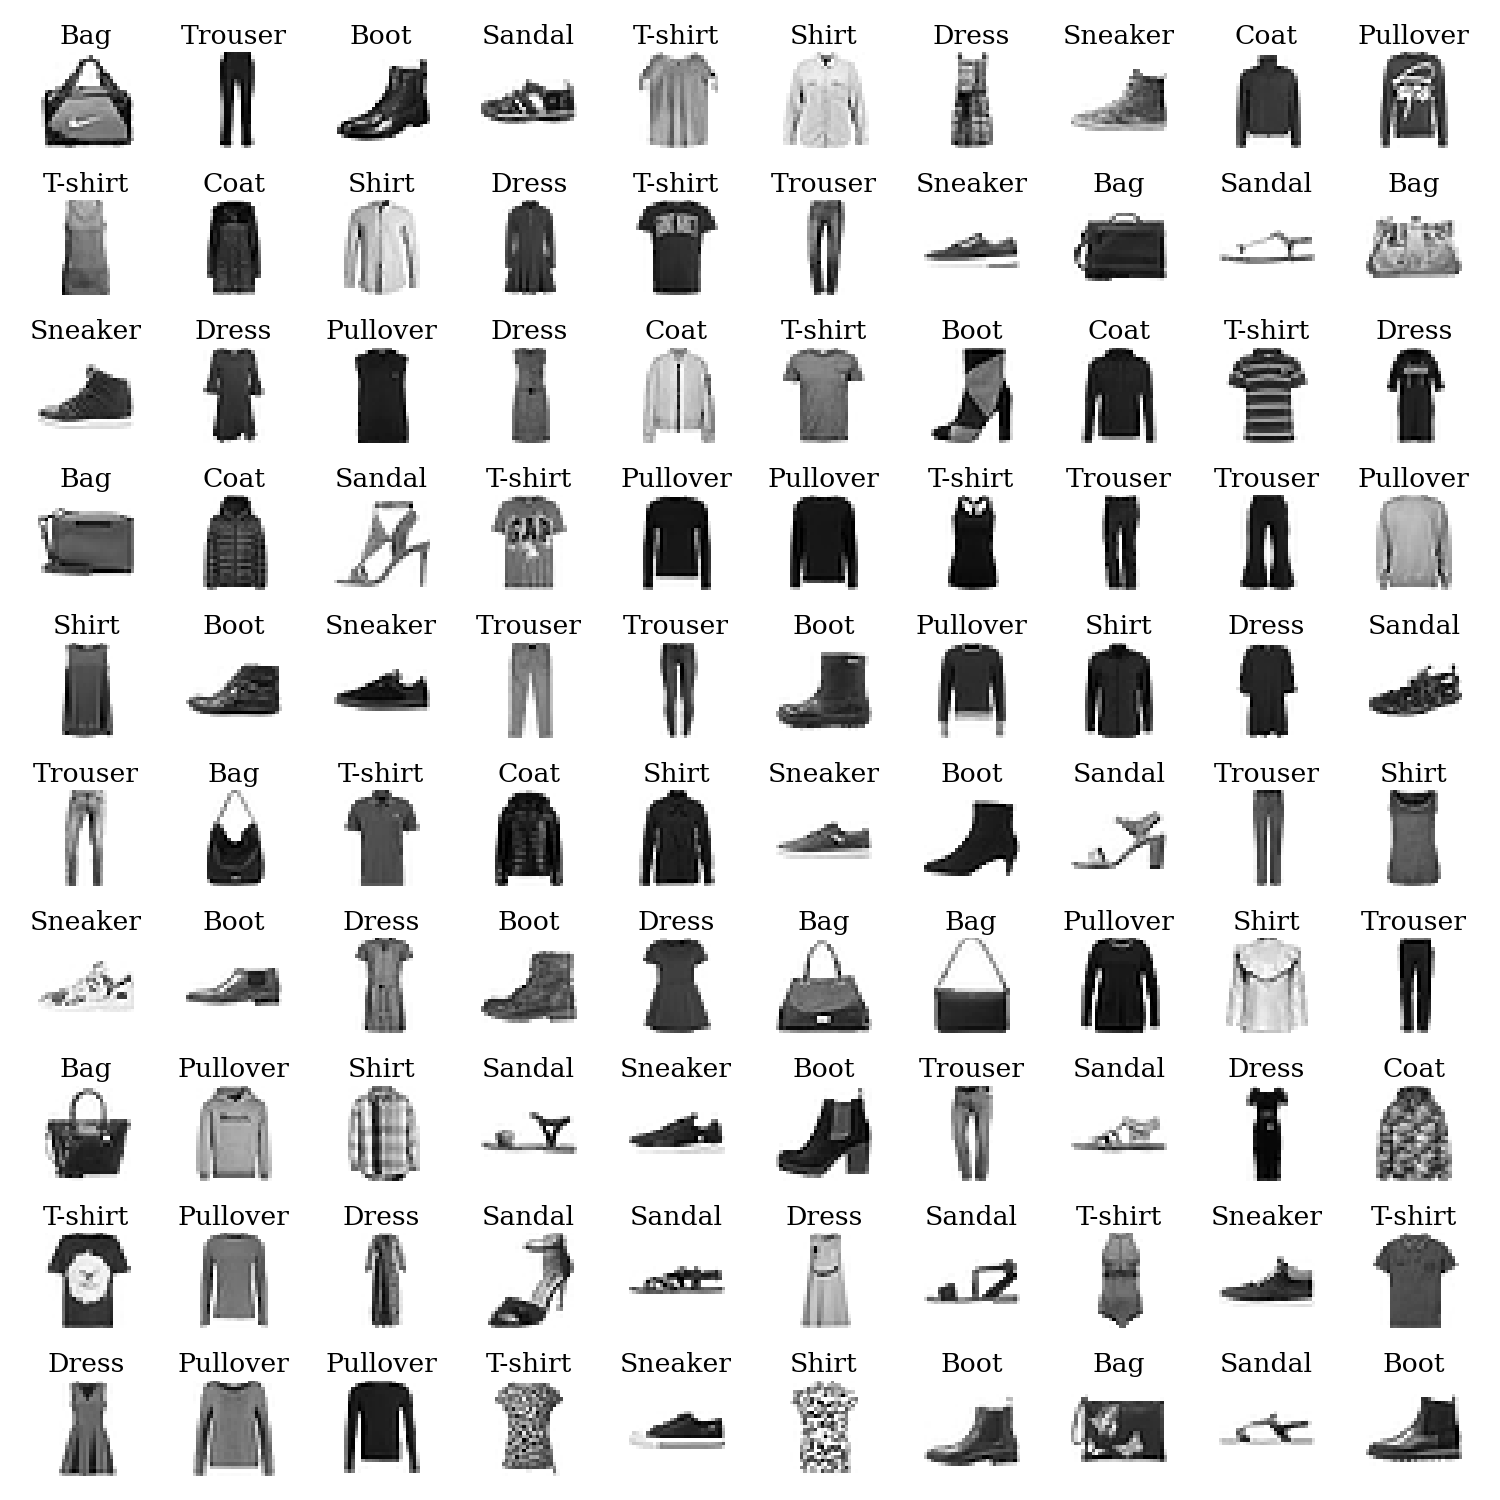 Bag Trouser Boot Sandal T-shirt Shirt Dress Sneaker Coat Pullover
T-shirt Coat Shirt Dress T-shirt Trouser Sneaker Bag Sandal Bag
Sneaker Dress Pullover Dress Coat T-shirt Boot Coat T-shirt Dress
Bag Coat Sandal T-shirt Pullover Pullover T-shirt Trouser Trouser Pullover
GAP
Shirt Boot Sneaker Trouser Trouser Boot Pullover Shirt Dress Sandal
Trouser Bag T-shirt Coat Shirt Sneaker Boot Sandal Trouser Shirt
Sneaker Boot Dress Boot Dress Bag Bag Pullover Shirt Trouser
Bag Pullover Shirt Sandal Sneaker Boot Trouser Sandal Dress Coat
T-shirt Pullover Dress Sandal Sandal Dress Sandal T-shirt Sneaker T-shirt
Dress Pullover Pullover T-shirt Sneaker Shirt Boot Bag Sandal Boot